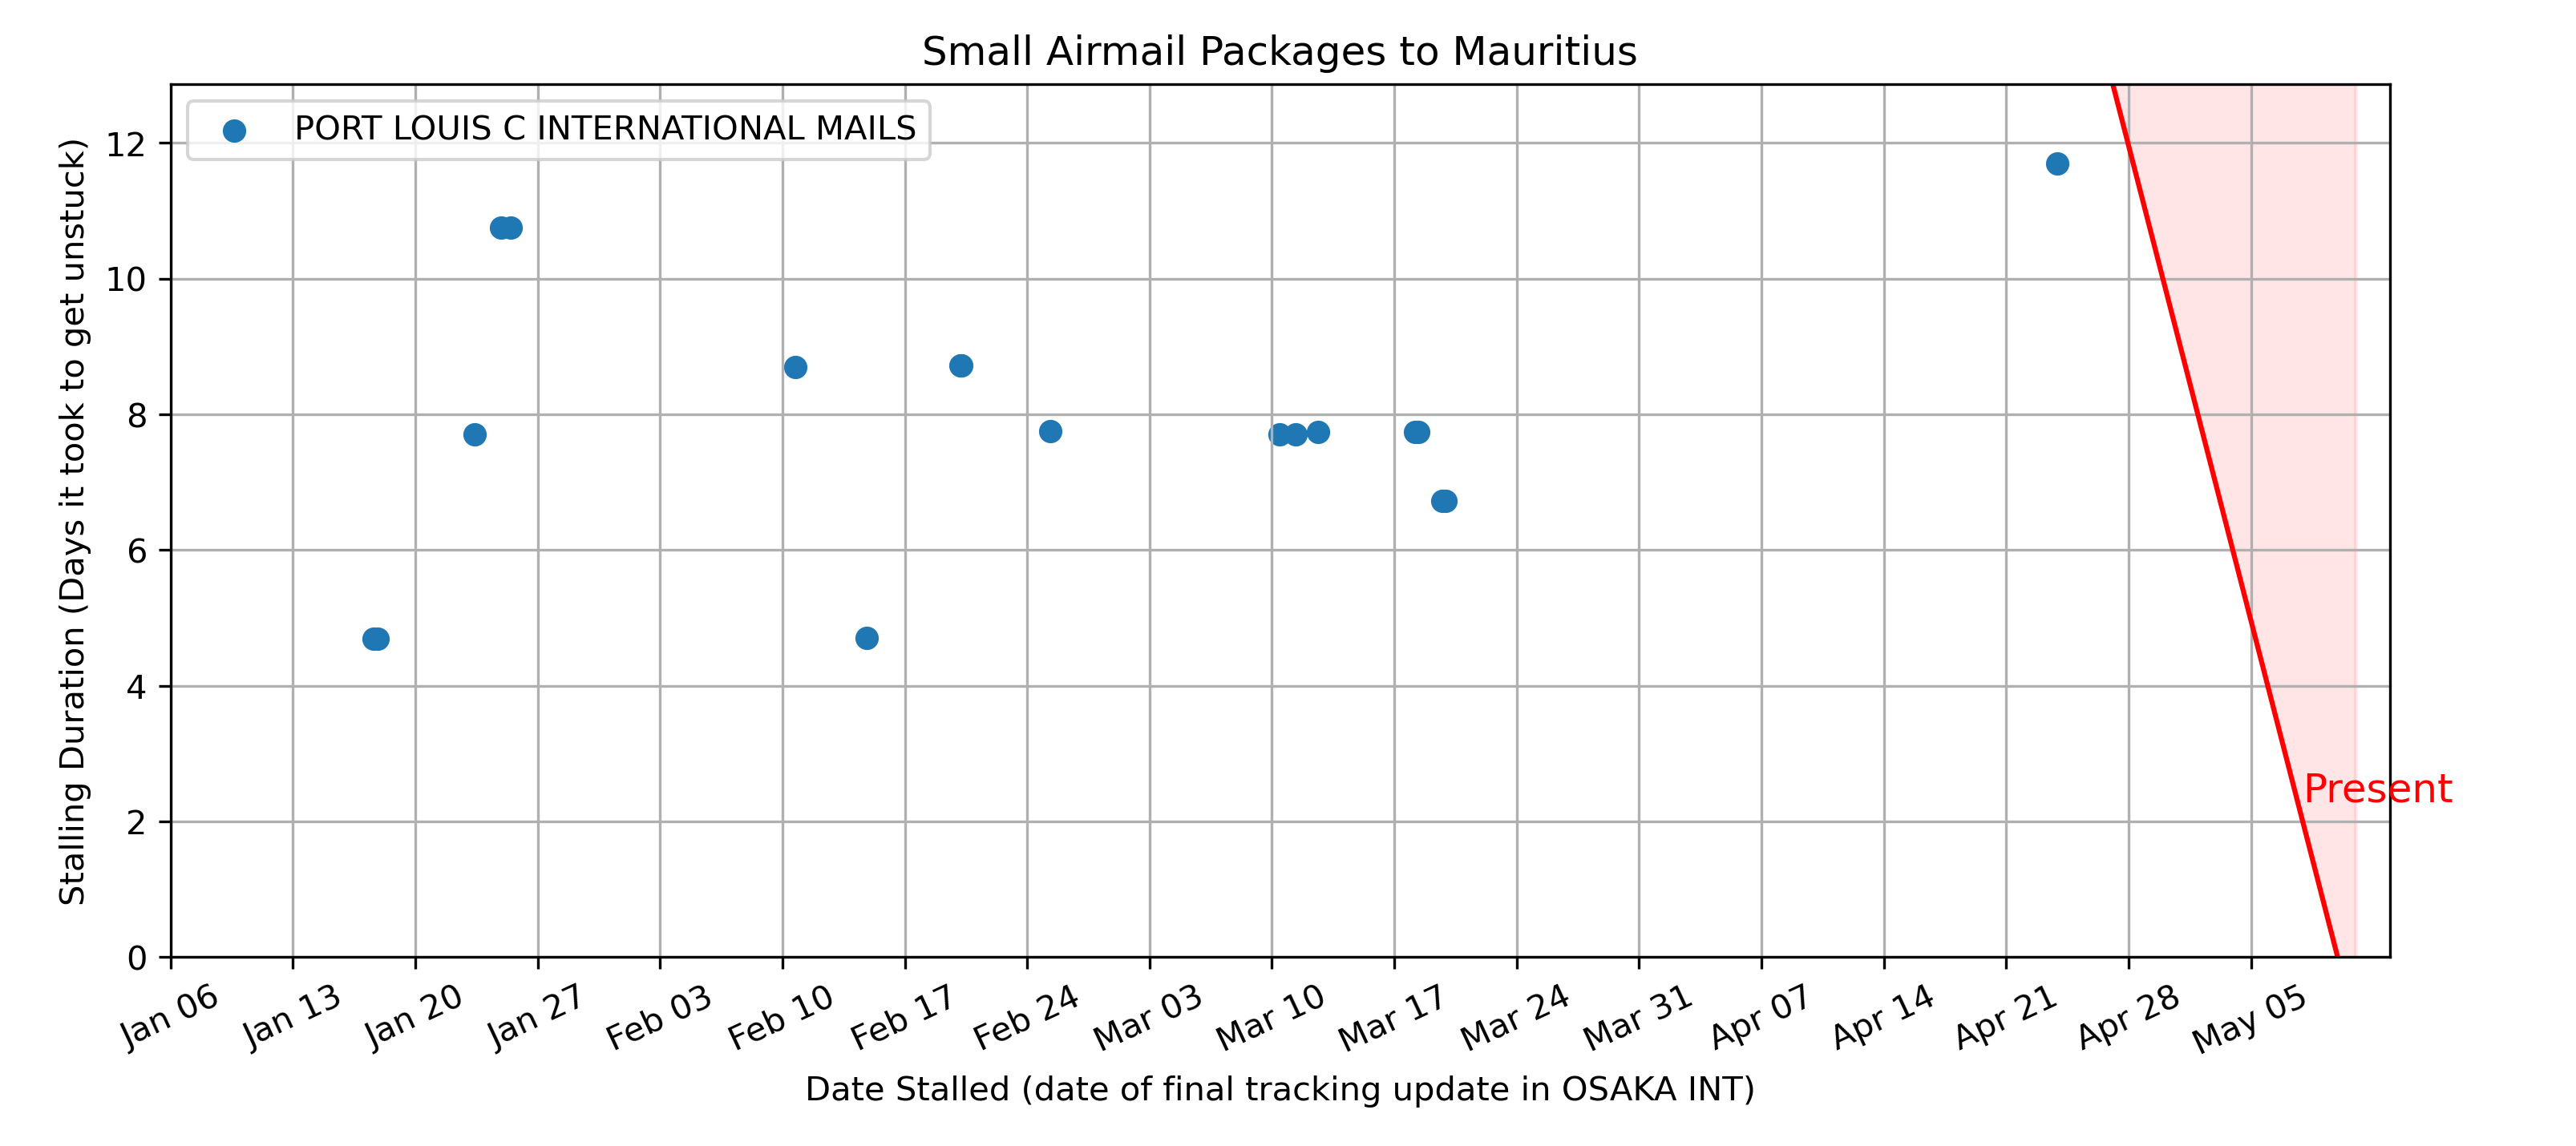 Small Airmail Packages to Mauritius
PORT LOUIS C INTERNATIONAL MAILS
Stalling Duration (Days it took to get unstuck)
12
10
8
6
4
2
0
Present
Jan 06
Jan 13
Jan 20
Jan 27
Feb 03
Feb 10
Feb 17
Feb 24
Mar 03
Mar 10
Mar 17
Mar 24
Mar 31
Apr 07
Apr 14
Apr 21
Apr 28
May 05
Date Stalled (date of final tracking update in OSAKA INT)